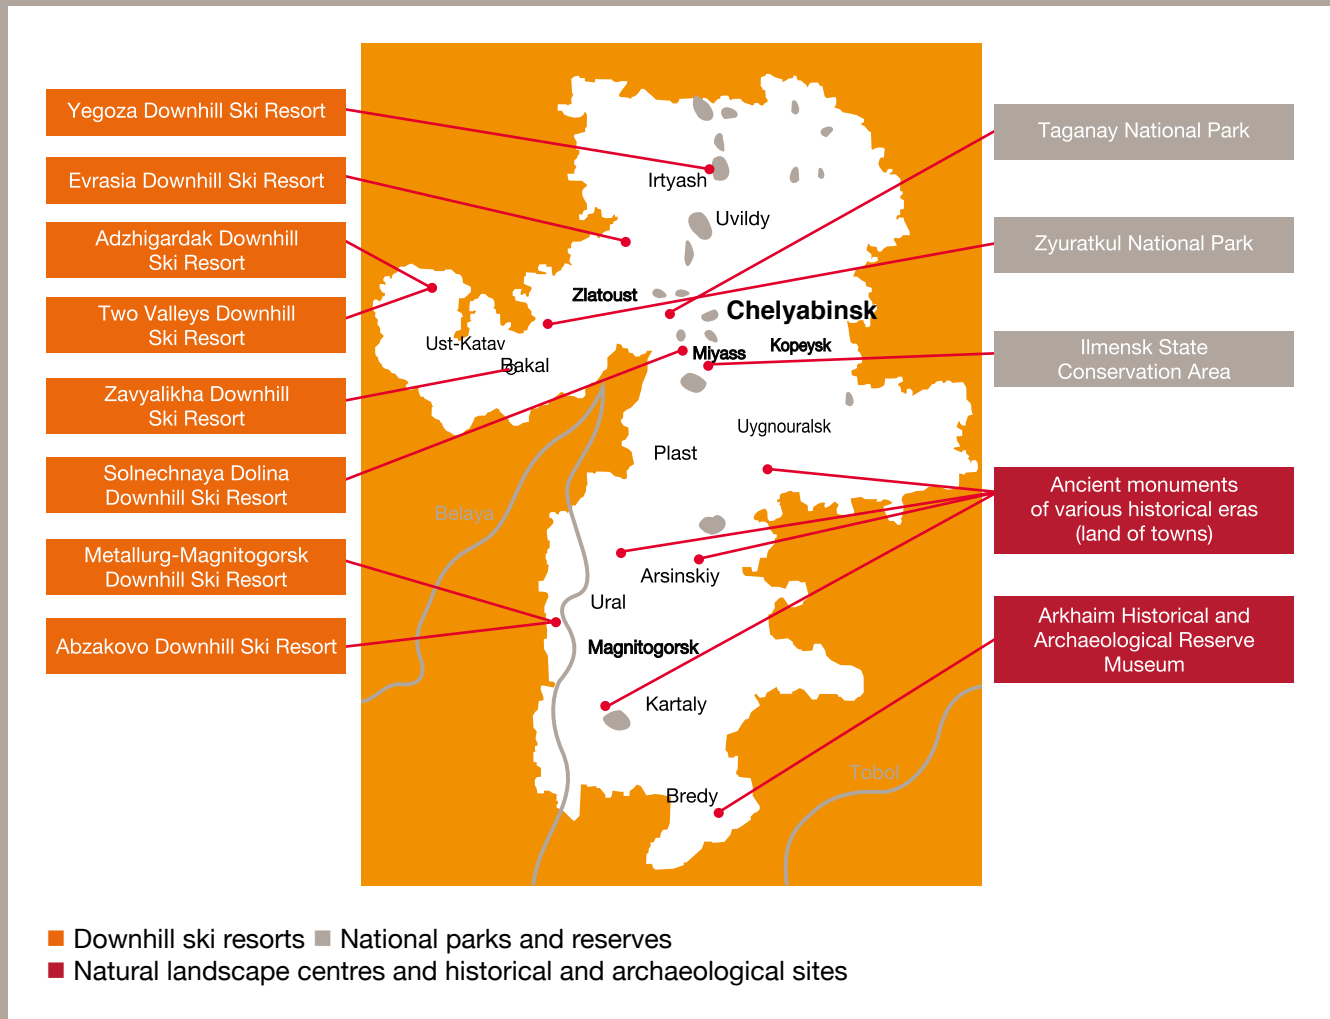 Yegoza Downhill Ski Resort
Evrasia Downhill Ski Resort
Adzhigardak Downhill
Ski Resort
Two Valleys Downhill
Ski Resort
Zavyalikha Downhill
Ski Resort
Solnechnaya Dolina
Downhill Ski Resort
Metallurg-Magnitogorsk
Downhill Ski Resort
Abzakovo Downhill Ski Resort
Irtyash
Uvildy
Zlatoust
Chelyabinsk
Ust-Katav
Miyass
Kopeysk
Bakal
Uygnouralsk
Plast
Belaya
Arsinskiy
Ural
Magnitogorsk
Kartaly
Tobol
Bredy
Taganay National Park
Zyuratkul National Park
Ilmensk State
Conservation Area
Ancient monuments
of various historical eras
(land of towns)
Arkhaim Historical and
Archaeological Reserve
Museum
Downhill ski resorts National parks and reserves
Natural landscape centres and historical and archaeological sites